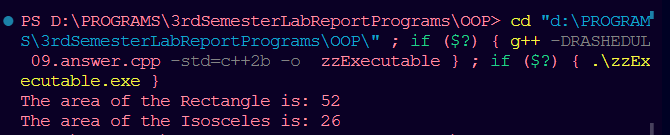 PS D:\PROGRAMS\3rdSemesterLabReportPrograms\OOP> cd "d:\PROGRAM
S\3rdSemesterLabReportPrograms\OOP\" ; if ($?) { g++ -DRASHEDUL
 09.answer.cpp -std=c++2b -o  zzExecutable } ; if ($?) { .\zzEx
ecutable.exe }
The area of the Rectangle is: 52
The area of the Isosceles is: 26